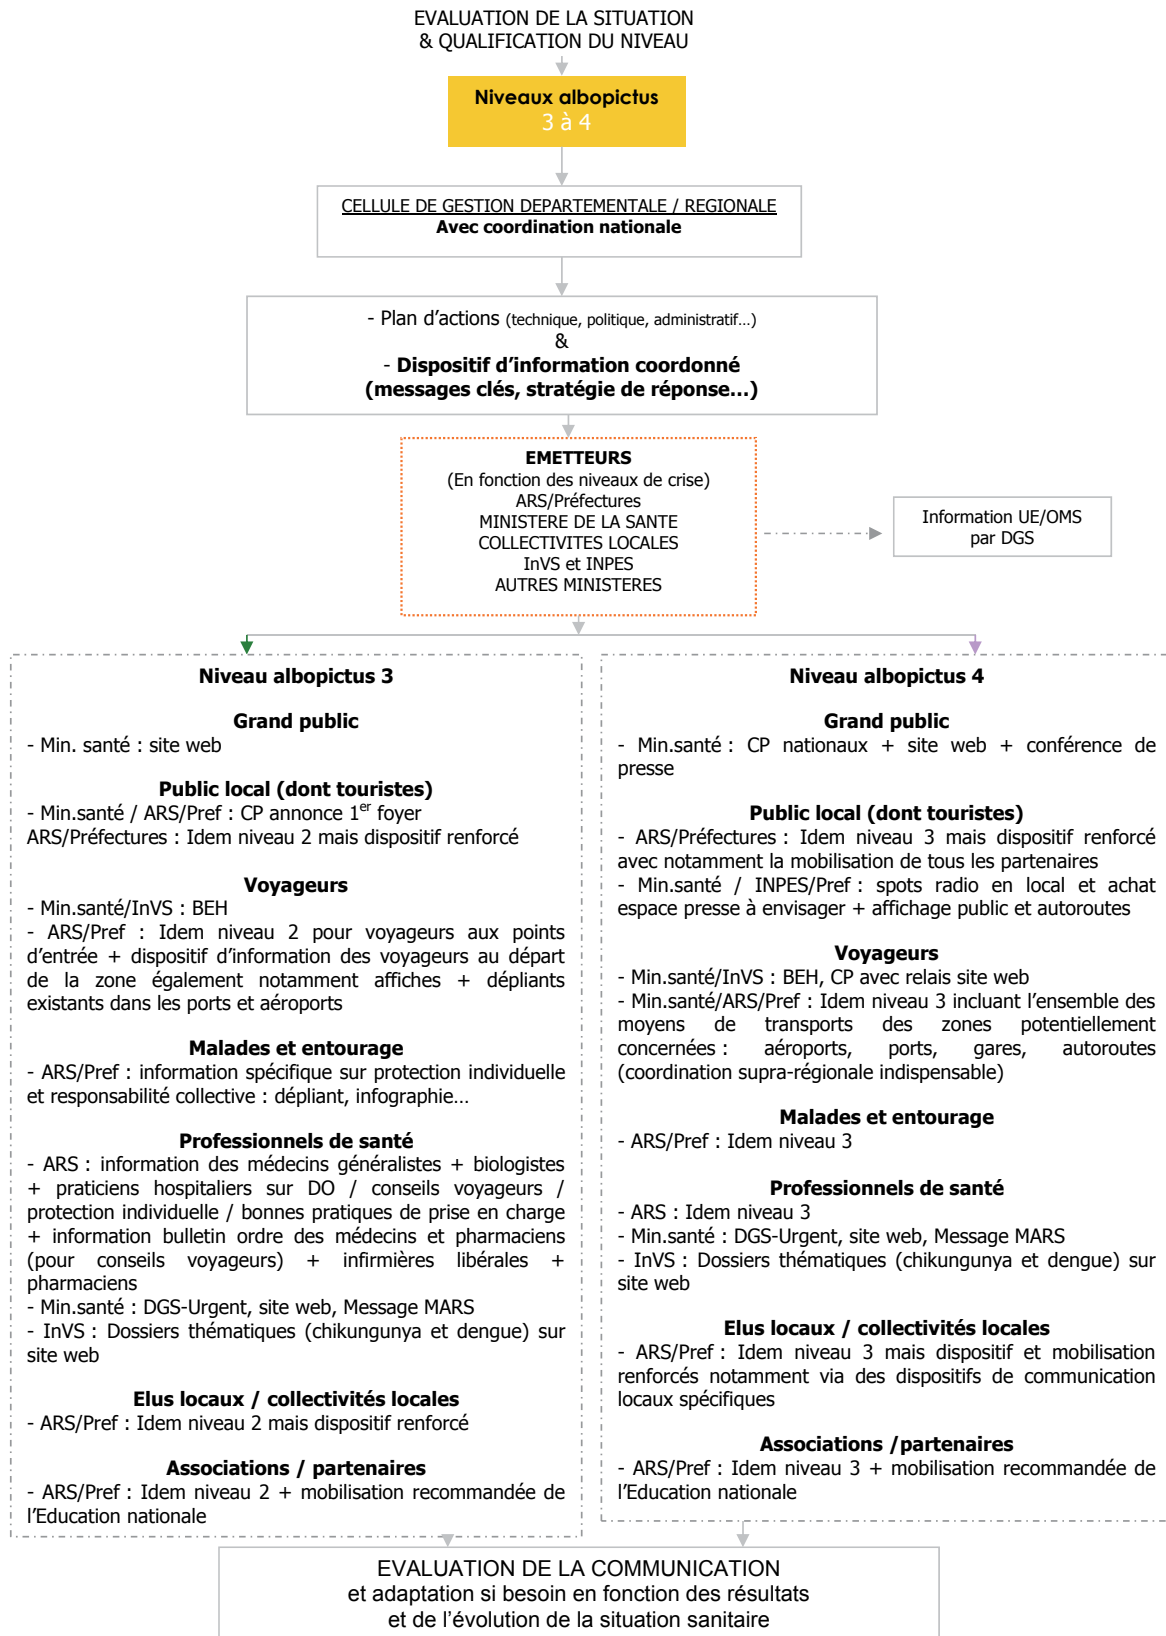 EVALUATION DE LA SITUATION
& QUALIFICATION DU NIVEAU
Niveaux albopictus
3 à 4
CELLULE DE GESTION DEPARTEMENTALE / REGIONALE
Avec coordination nationale
- Plan d’actions (technique, politique, administratif…)
&
- Dispositif d’information coordonné
(messages clés, stratégie de réponse…)
EMETTEURS
(En fonction des niveaux de crise)
ARS/Préfectures
MINISTERE DE LA SANTE
COLLECTIVITES LOCALES
InVS et INPES
AUTRES MINISTERES
Information UE/OMS
par DGS
Niveau albopictus 3
Grand public
- Min. santé : site web
Public local (dont touristes)
- Min.santé / ARS/Pref : CP annonce 1er foyer
ARS/Préfectures : Idem niveau 2 mais dispositif renforcé
Voyageurs
- Min.santé/InVS : BEH
- ARS/Pref : Idem niveau 2 pour voyageurs aux points
d’entrée + dispositif d’information des voyageurs au départ
de la zone également notamment affiches + dépliants
existants dans les ports et aéroports
Malades et entourage
- ARS/Pref : information spécifique sur protection individuelle
et responsabilité collective : dépliant, infographie…
Professionnels de santé
- ARS : information des médecins généralistes + biologistes
+ praticiens hospitaliers sur DO / conseils voyageurs /
protection individuelle / bonnes pratiques de prise en charge
+ information bulletin ordre des médecins et pharmaciens
(pour conseils voyageurs) + infirmières libérales +
pharmaciens
- Min.santé : DGS-Urgent, site web, Message MARS
- InVS : Dossiers thématiques (chikungunya et dengue) sur
site web
Elus locaux / collectivités locales
- ARS/Pref : Idem niveau 2 mais dispositif renforcé
Associations / partenaires
- ARS/Pref : Idem niveau 2 + mobilisation recommandée de
l’Education nationale
Niveau albopictus 4
Grand public
- Min.santé : CP nationaux + site web + conférence de
presse
Public local (dont touristes)
- ARS/Préfectures : Idem niveau 3 mais dispositif renforcé
avec notamment la mobilisation de tous les partenaires
- Min.santé / INPES/Pref : spots radio en local et achat
espace presse à envisager + affichage public et autoroutes
Voyageurs
- Min.santé/InVS : BEH, CP avec relais site web
- Min.santé/ARS/Pref : Idem niveau 3 incluant l’ensemble des
moyens de transports des zones potentiellement
concernées : aéroports, ports, gares, autoroutes
(coordination supra-régionale indispensable)
Malades et entourage
- ARS/Pref : Idem niveau 3
Professionnels de santé
- ARS : Idem niveau 3
- Min.santé : DGS-Urgent, site web, Message MARS
- InVS : Dossiers thématiques (chikungunya et dengue) sur
site web
Elus locaux / collectivités locales
- ARS/Pref : Idem niveau 3 mais dispositif et mobilisation
renforcés notamment via des dispositifs de communication
locaux spécifiques
Associations /partenaires
- ARS/Pref : Idem niveau 3 + mobilisation recommandée de
l’Education nationale
EVALUATION DE LA COMMUNICATION
et adaptation si besoin en fonction des résultats
et de l’évolution de la situation sanitaire